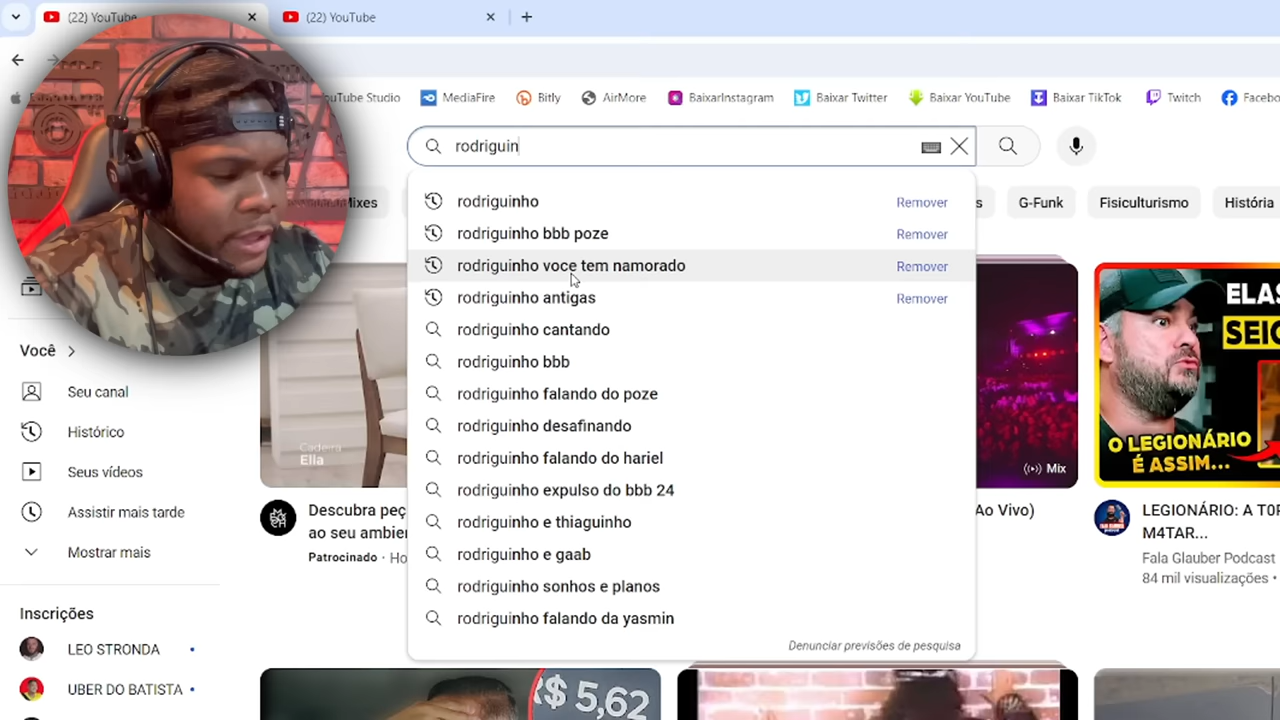 (22) YouTube
(22) YouTube
YouTube Studio
MediaFire
Bitly
AirMore
BaixarInstagram
Baixar Twitter
Baixar YouTube
Baixar TikTok
Twitch
rodriguin
Mixes
G-Funk
Fisiculturismo
História
rodriguinho
Remover
rodriguinho bbb poze
Remover
rodriguinho voce tem namorado
Remover
rodriguinho antigas
Remover
rodriguinho cantando
rodriguinho bbb
rodriguinho falando do poze
rodriguinho desafinando
rodriguinho falando do hariel
rodriguinho expulso do bbb 24
rodriguinho e thiaguinho
rodriguinho e gaab
rodriguinho sonhos e planos
rodriguinho falando da yasmin
Denunciar previsões de pesquisa
Você
Seu canal
Histórico
Seus vídeos
Assistir mais tarde
Mostrar mais
Inscrições
LEO STRONDA
UBER DO BATISTA
Cadeira
Ella
Descubra
ao seu
Patrocinado
Mix
Ao Vivo)
ELAS
O LEGIONÁRIO
É ASSIM...
LEGIONÁRIO: A
M4TAR...
Fala Glauber Podcast
84 mil visualizações •
R$ 5,62